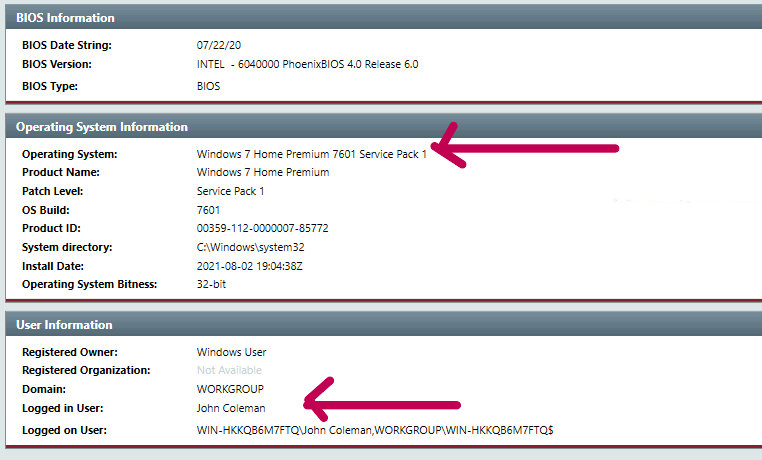 BIOS Information
BIOS Date String: 07/22/20
BIOS Version: INTEL - 6040000 PhoenixBIOS 4.0 Release 6.0
BIOS Type: BIOS
Operating System Information
Operating System: Windows 7 Home Premium 7601 Service Pack 1
Product Name: Windows 7 Home Premium
Patch Level: Service Pack 1
OS Build: 7601
Product ID: 00359-112-0000007-85772
System directory: C:\Windows\system32
Install Date: 2021-08-02 19:04:38Z
Operating System Bitness: 32-bit
User Information
Registered Owner: Windows User
Registered Organization: Not Available
Domain: WORKGROUP
Logged in User: John Coleman
Logged on User: WIN-HKKQB6M7FTQ\John Coleman,WORKGROUP\WIN-HKKQB6M7FTQ$